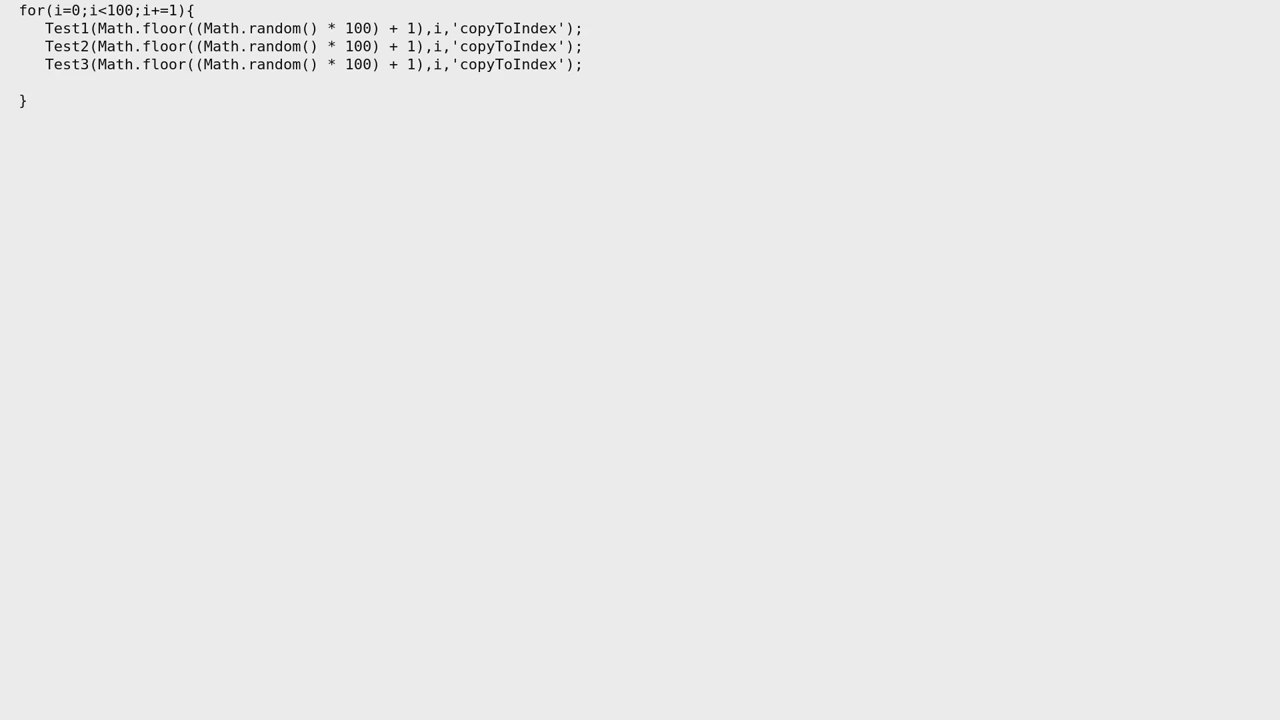 for(i=0;i<100;i+=1){
   Test1(Math.floor((Math.random() * 100) + 1),i,'copyToIndex');
   Test2(Math.floor((Math.random() * 100) + 1),i,'copyToIndex');
   Test3(Math.floor((Math.random() * 100) + 1),i,'copyToIndex');

}